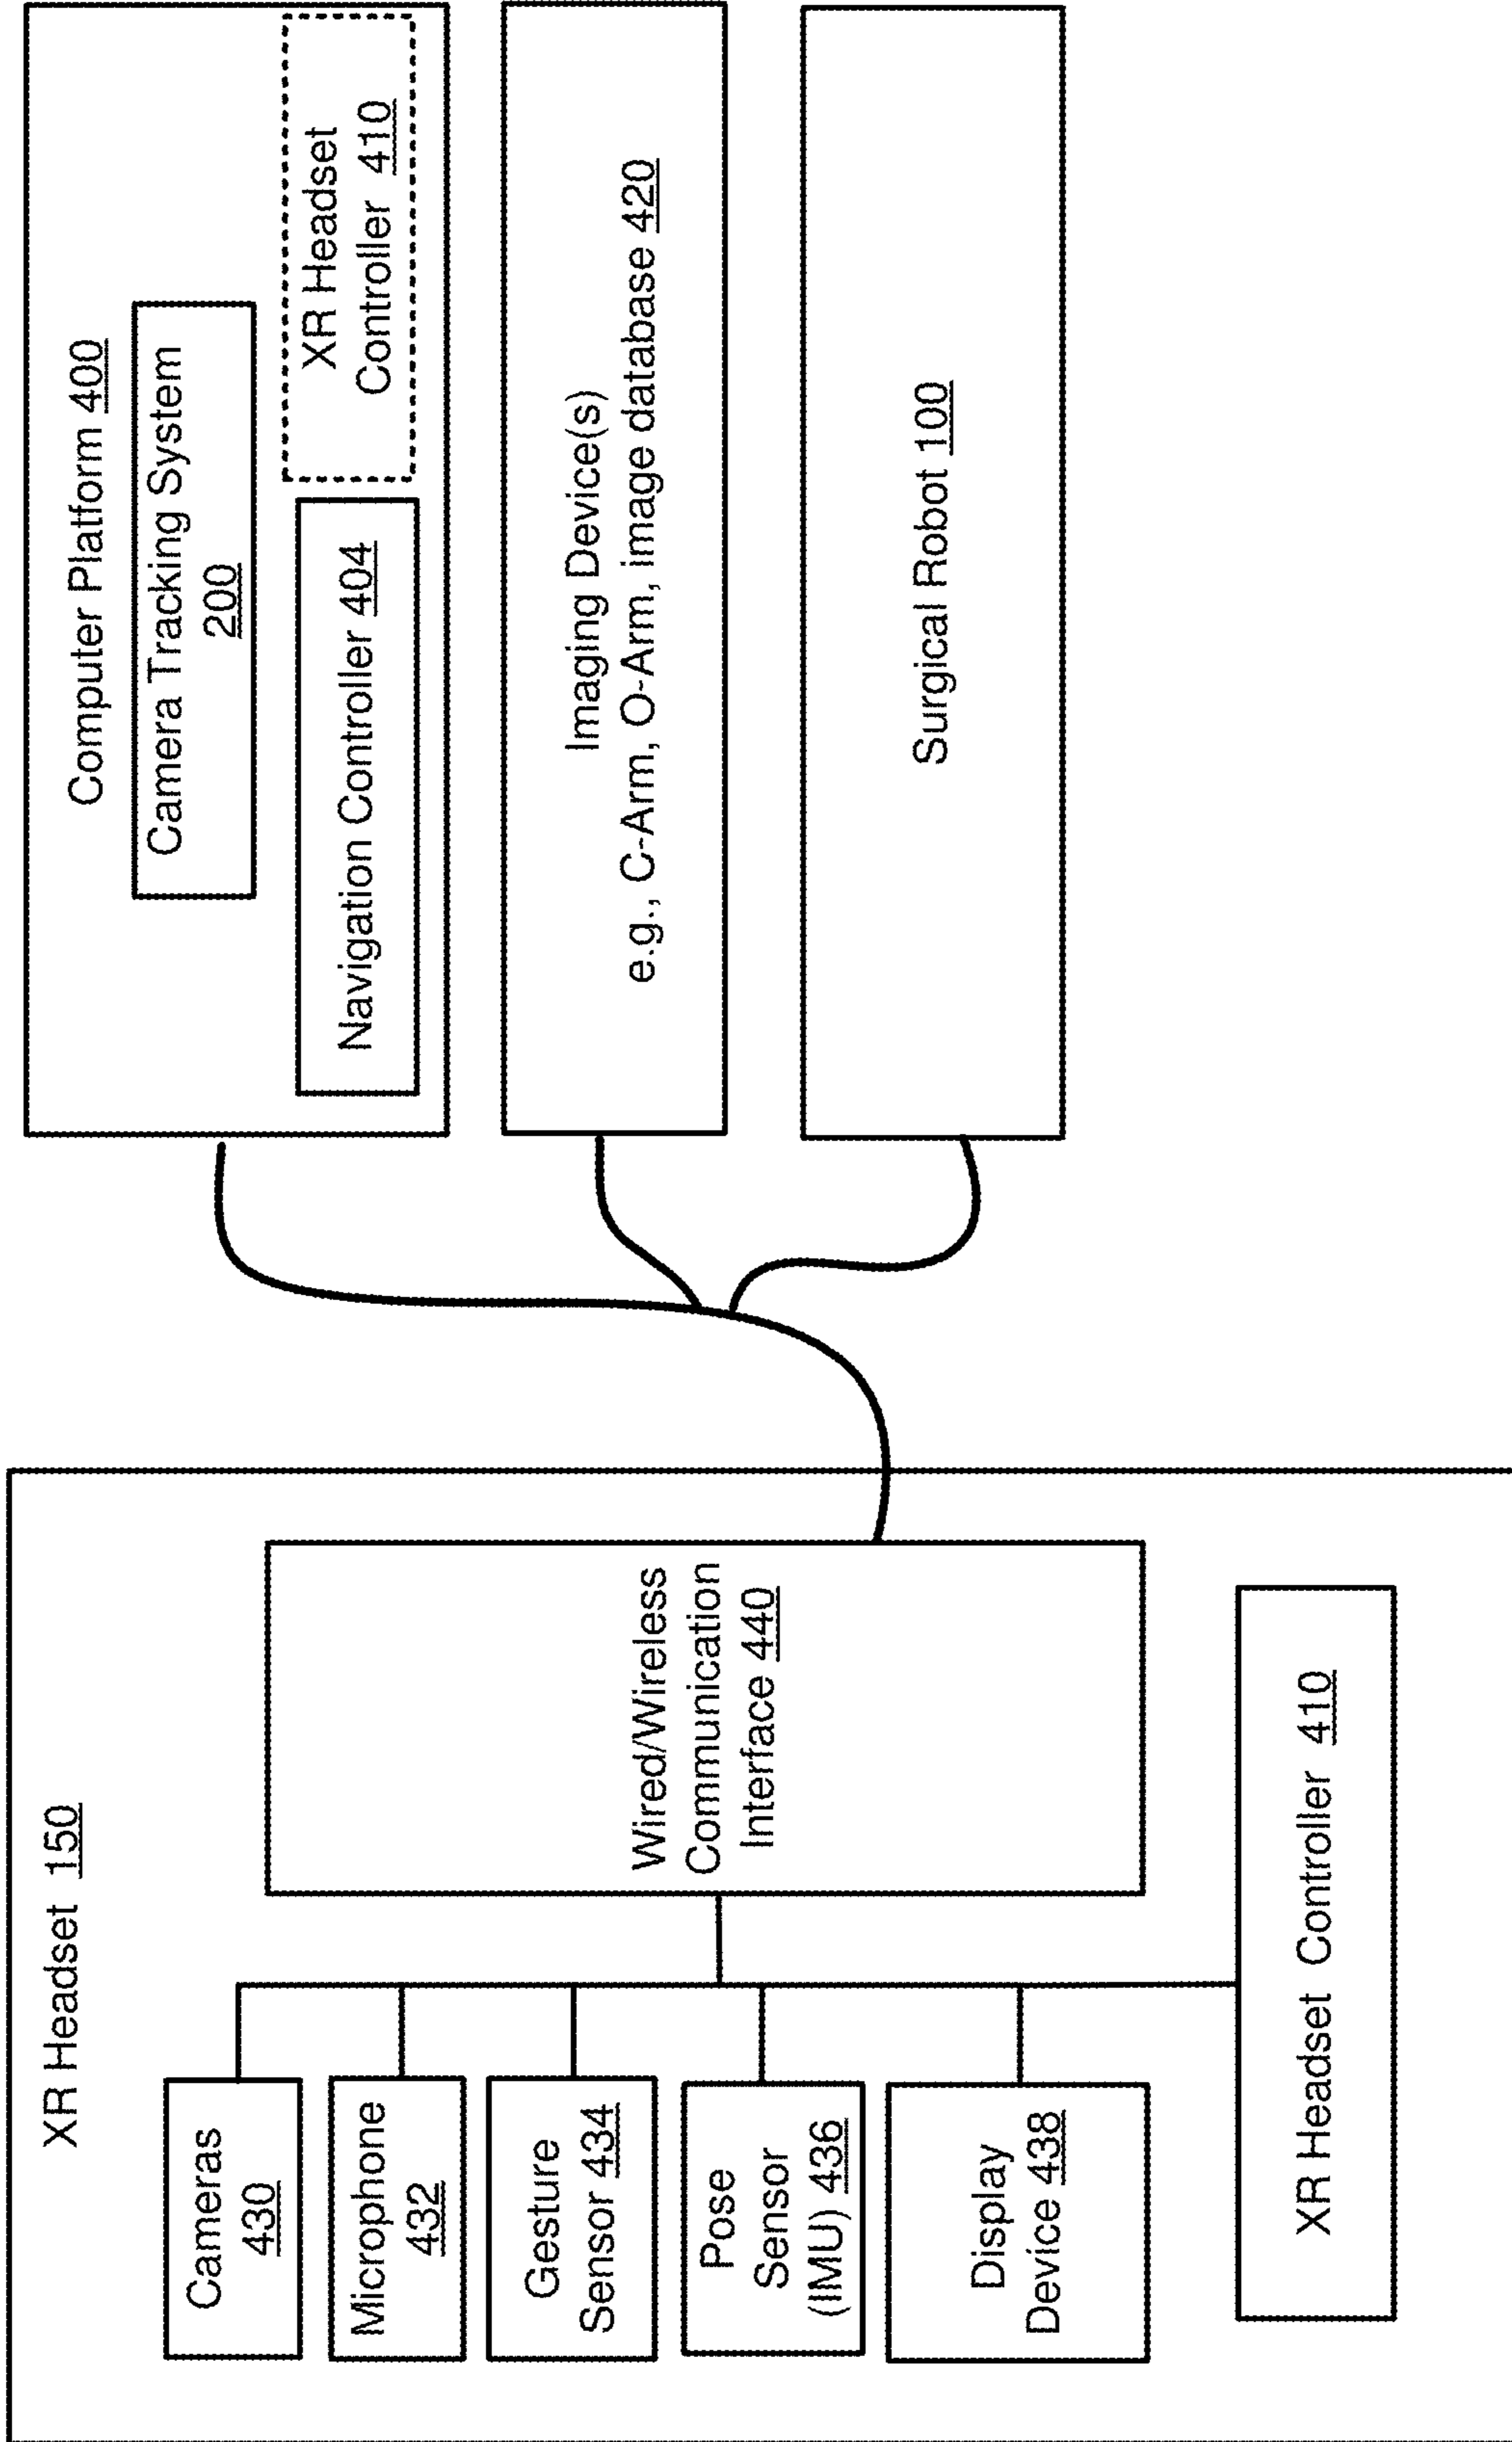 XR Headset 150
Cameras
430
Microphone
432
Gesture
Sensor 434
Pose
Sensor
(IMU) 436
Display
Device 438
Wired/Wireless
Communication
Interface 440
XR Headset Controller 410
Computer Platform 400
Camera Tracking System
200
Navigation Controller 404
XR Headset
Controller 410
Imaging Device(s)
e.g., C-Arm, O-Arm, image database 420
Surgical Robot 100